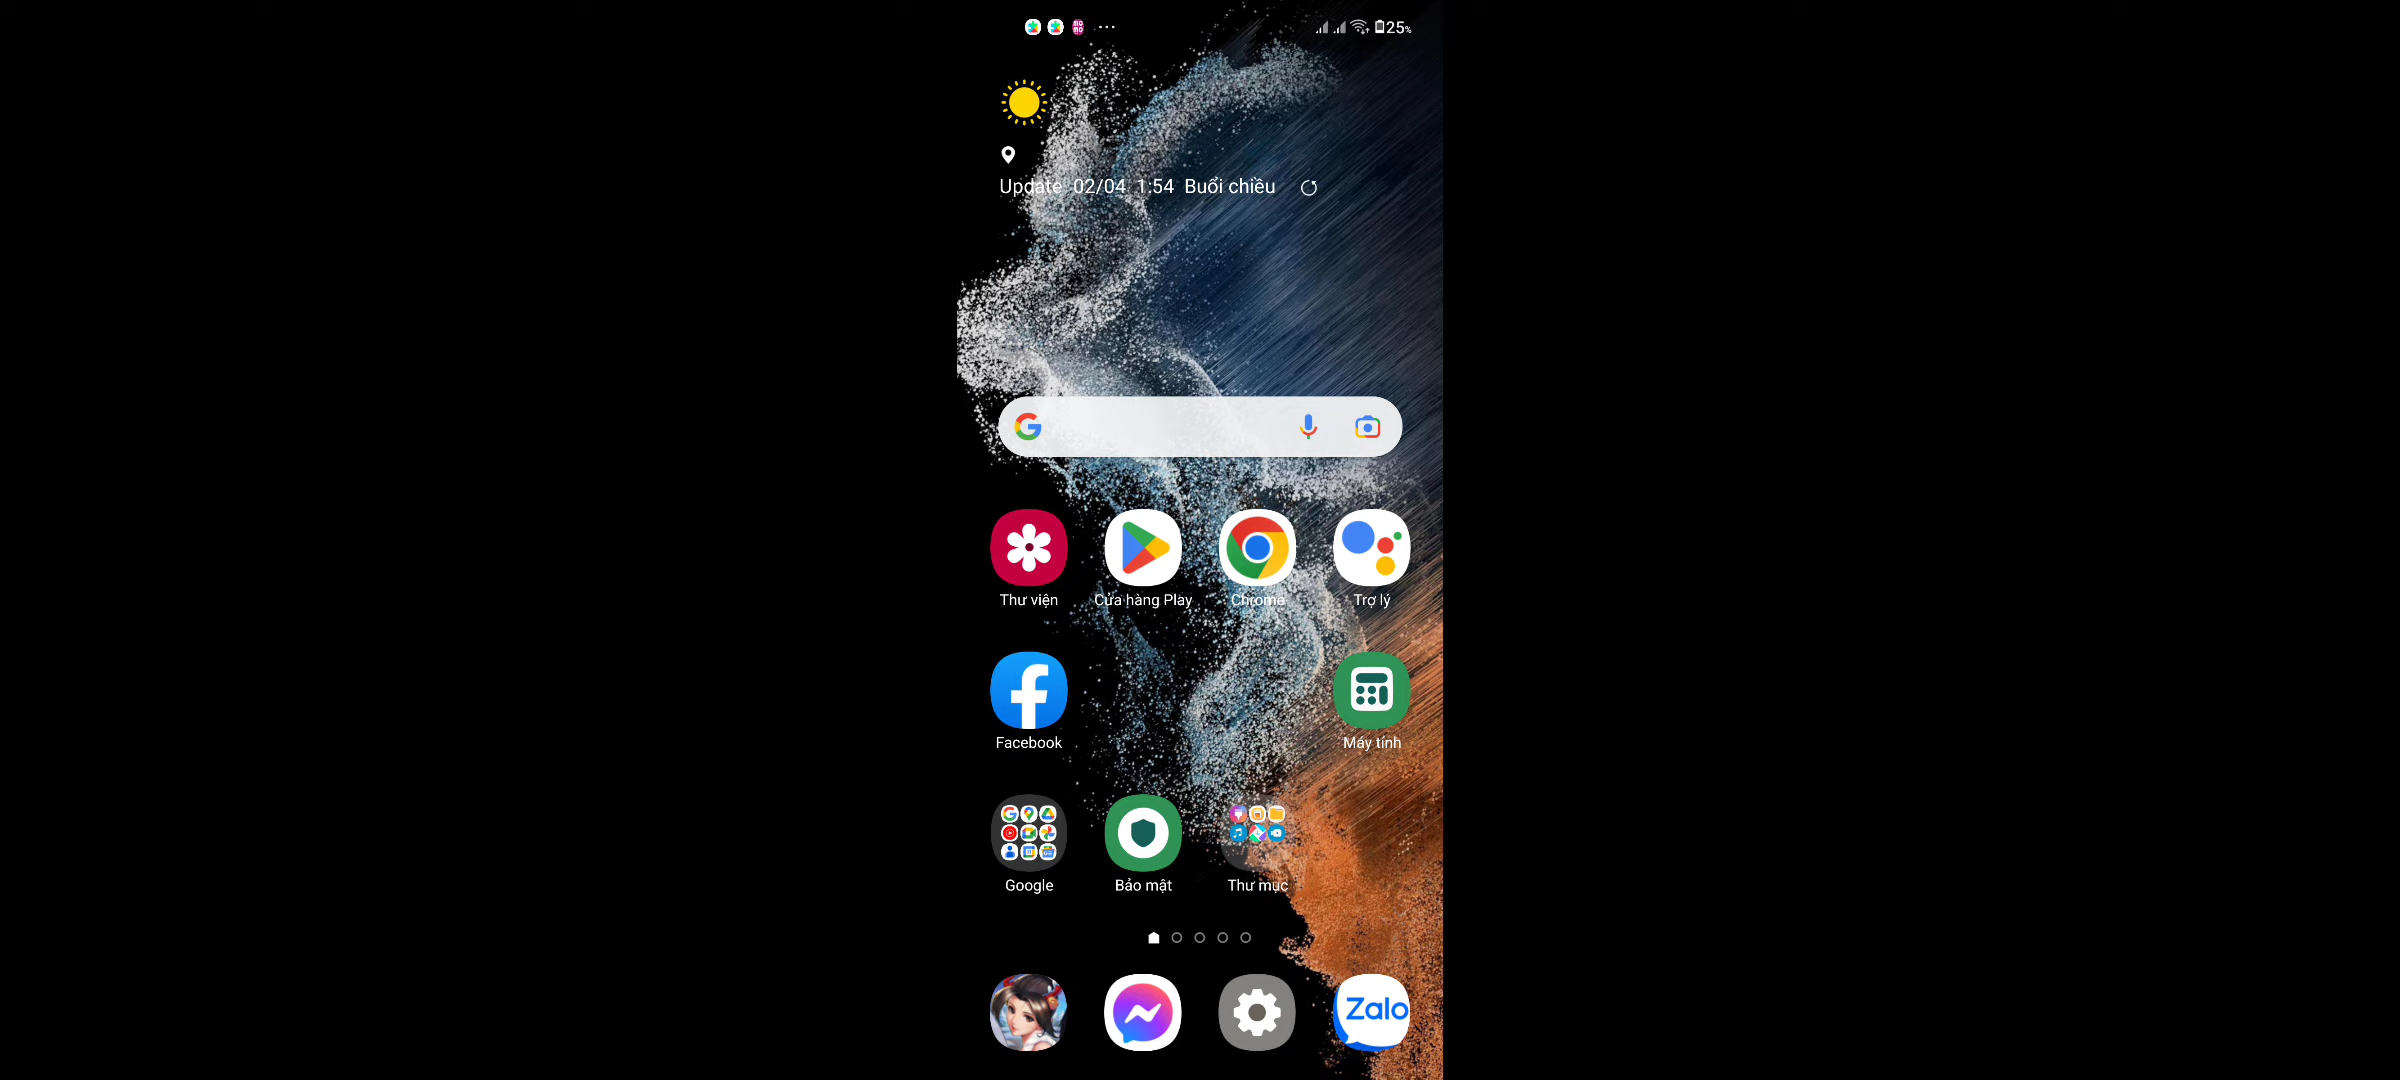 25%
Update 02/04 1:54 Buổi chiều
Thư viện
Cửa hàng Play
Chrome
Trợ lý
Facebook
Máy tính
Google
Bảo mật
Thư mục
Zalo